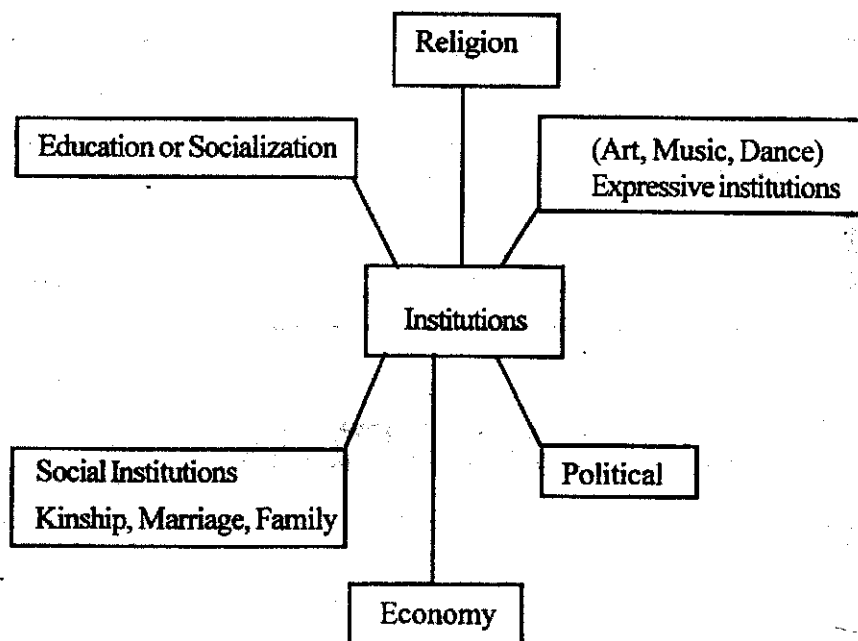 Religion
Education or Socialization
(Art, Music, Dance)
Expressive institutions
Institutions
Social Institutions
Kinship, Marriage, Family
Political
Economy